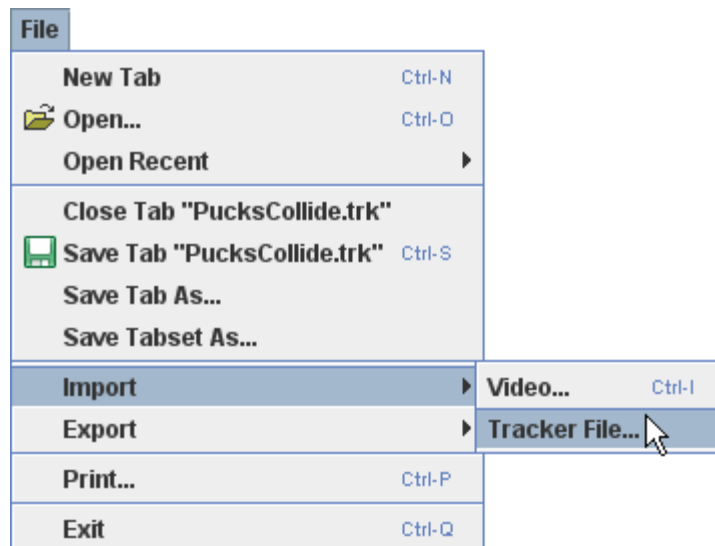 File
New Tab Ctrl-N
Open... Ctrl-O
Open Recent
Close Tab "PucksCollide.trk"
Save Tab "PucksCollide.trk" Ctrl-S
Save Tab As...
Save Tabset As...
Import
Video... Ctrl-I
Export
Tracker File...
Print... Ctrl-P
Exit Ctrl-Q